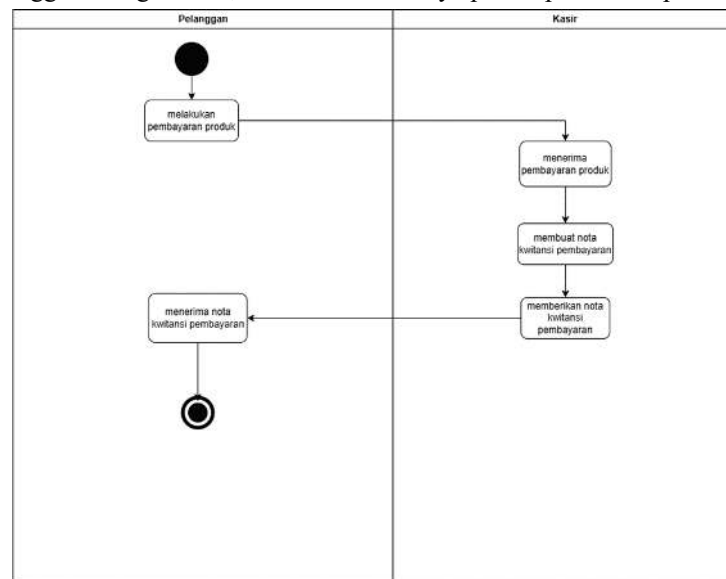 Pelanggan
Kasir
melakukan
pembayaran produk
menerima
pembayaran produk
membuat nota
kwitansi pembayaran
memberikan nota
kwitansi
pembayaran
menerima nota
kwitansi pembayaran